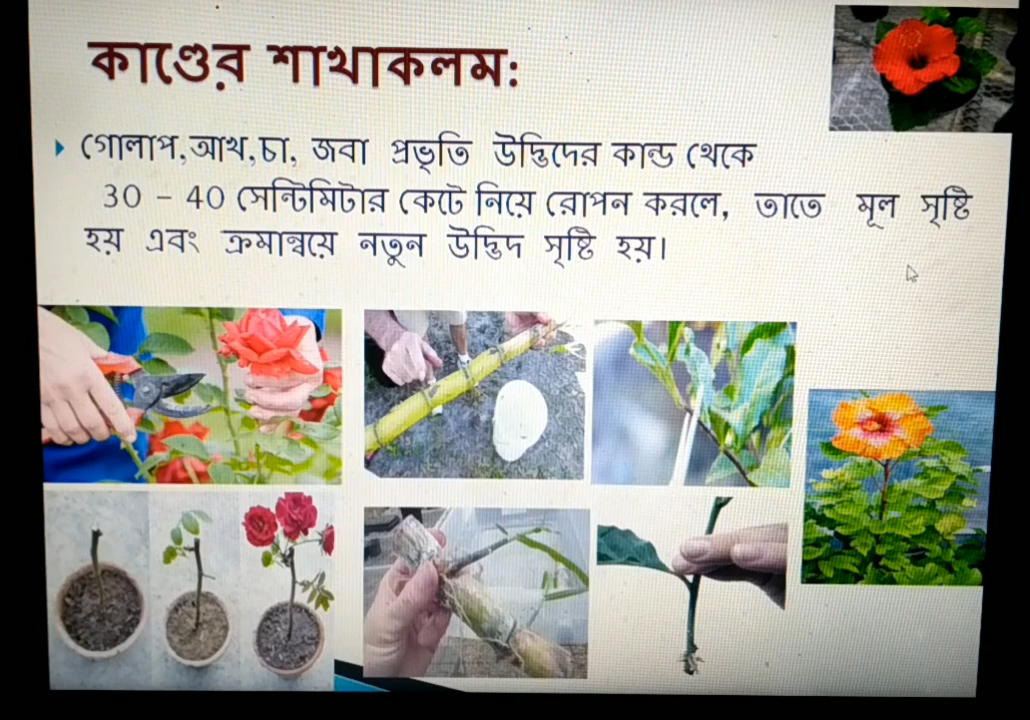 কাণ্ডের শাখাকলম:
গোলাপ,আখ,চা, জবা প্রভৃতি উদ্ভিদের কান্ড থেকে
30 – 40 সেন্টিমিটার কেটে নিয়ে রোপন করলে, তাতে মূল সৃষ্টি
হয় এবং ক্রমান্বয়ে নতুন উদ্ভিদ সৃষ্টি হয়।